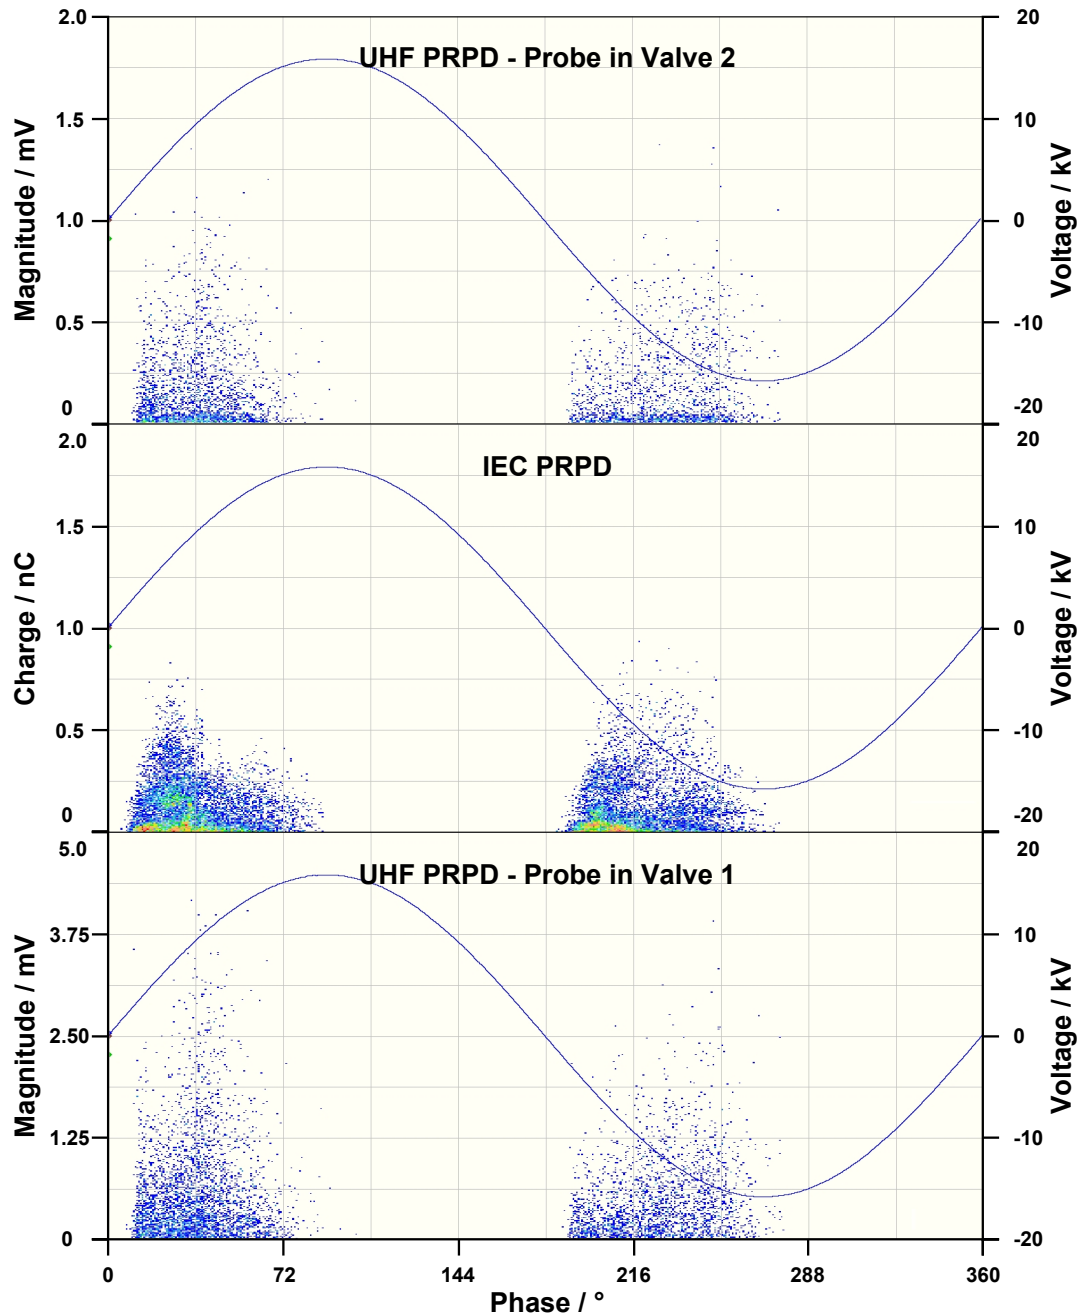 2.0
20
UHF PRPD - Probe in Valve 2
1.5
10
Magnitude / mV
Voltage / kV
1.0
0
0.5
-10
0
-20
2.0
20
IEC PRPD
1.5
10
Charge / nC
Voltage / kV
1.0
0
0.5
-10
0
-20
5.0
20
UHF PRPD - Probe in Valve 1
3.75
10
Magnitude / mV
Voltage / kV
2.50
0
1.25
-10
0
-20
0 72 144 216 288 360
Phase / °